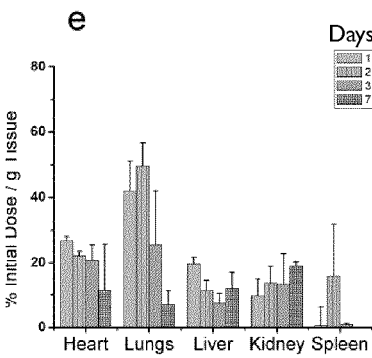 e
Days
1
2
3
7
80
60
40
20
0
% Initial Dose / g Tissue
Heart Lungs Liver Kidney Spleen